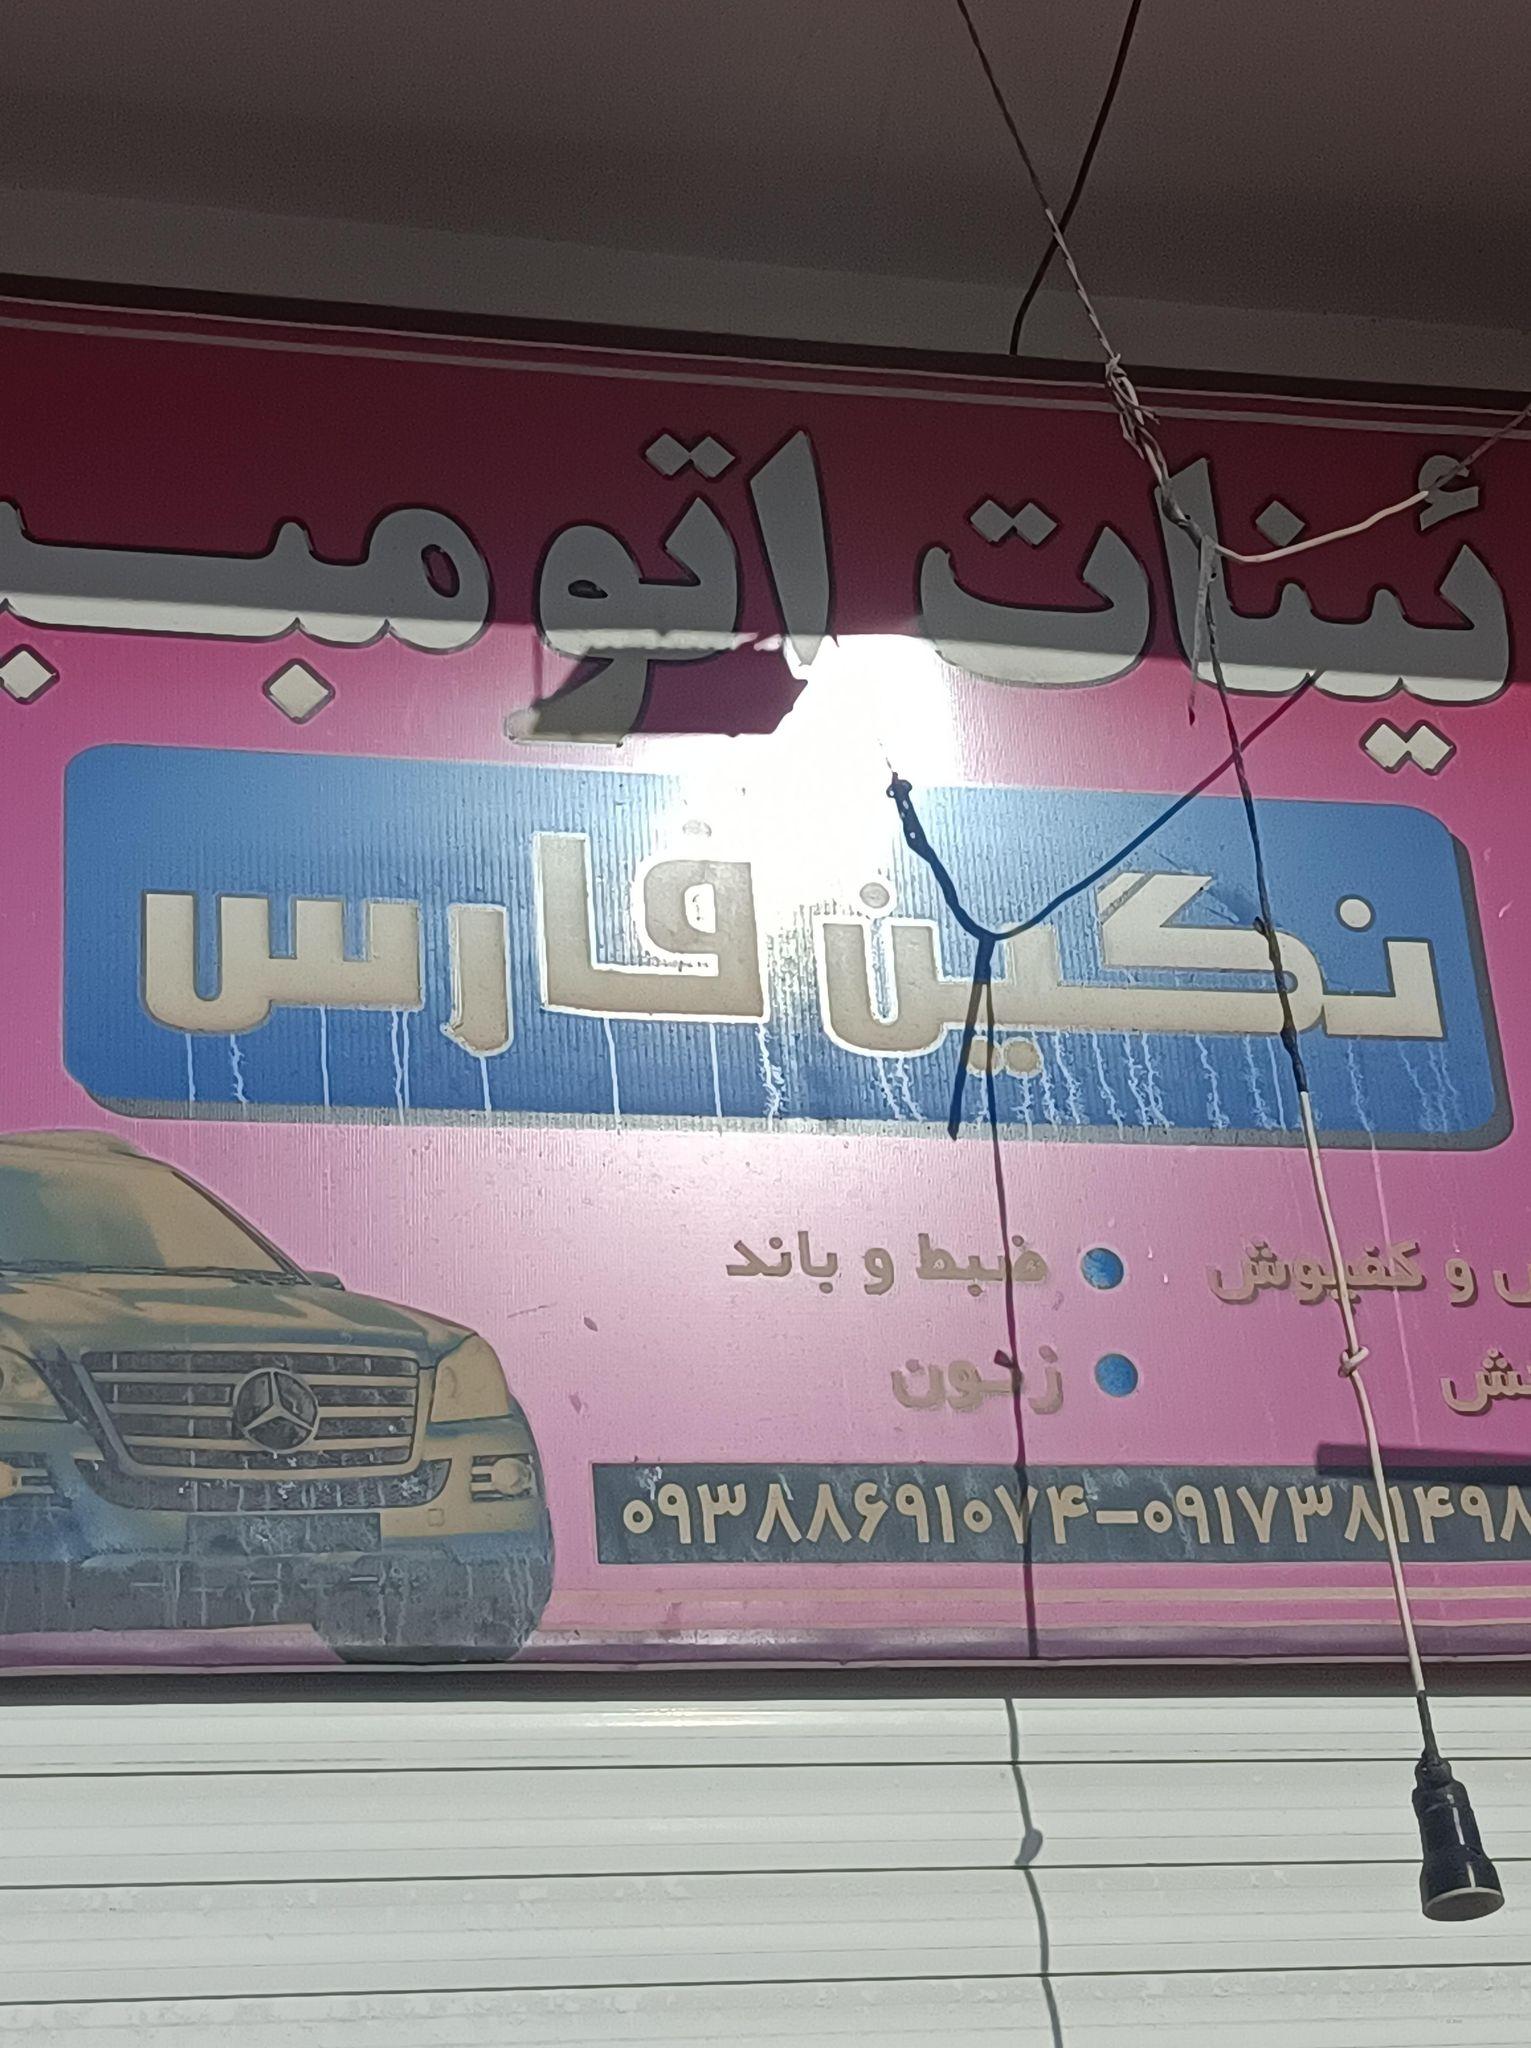 ئینات اتومب
نگین فارس
و کفپوش
ضبط و باند
زنون
۰۹۳۸۸۶۹۱۰۷۴-۰۹۱۷۳۸۱۴۹۸